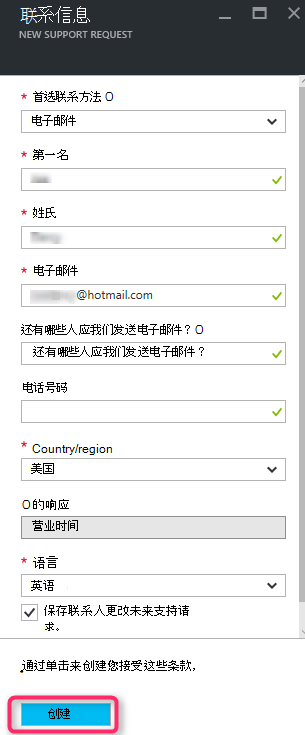 联系信息
NEW SUPPORT REQUEST
* 首选联系方法 O
电子邮件
* 第一名
* 姓氏
* 电子邮件
@hotmail.com
还有哪些人应我们发送电子邮件？O
还有哪些人应我们发送电子邮件？
电话号码
* Country/region
美国
O的响应
营业时间
* 语言
英语
保存联系人更改未来支持请
求。
通过单击来创建您接受这些条款，
创建